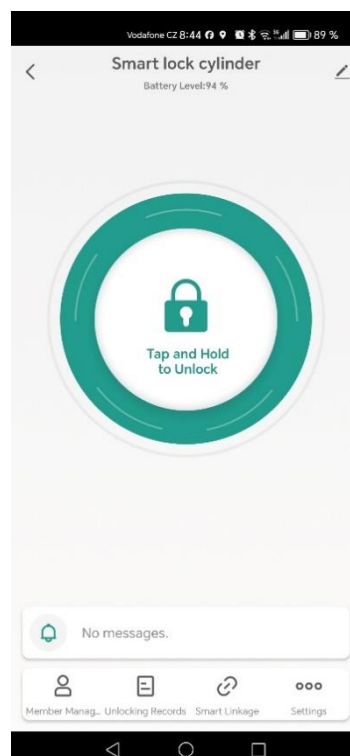 Vodafone CZ 8:44 89 %
Smart lock cylinder
Battery Level:94 %
Tap and Hold
to Unlock
No messages.
Member Manag... Unlocking Records Smart Linkage Settings